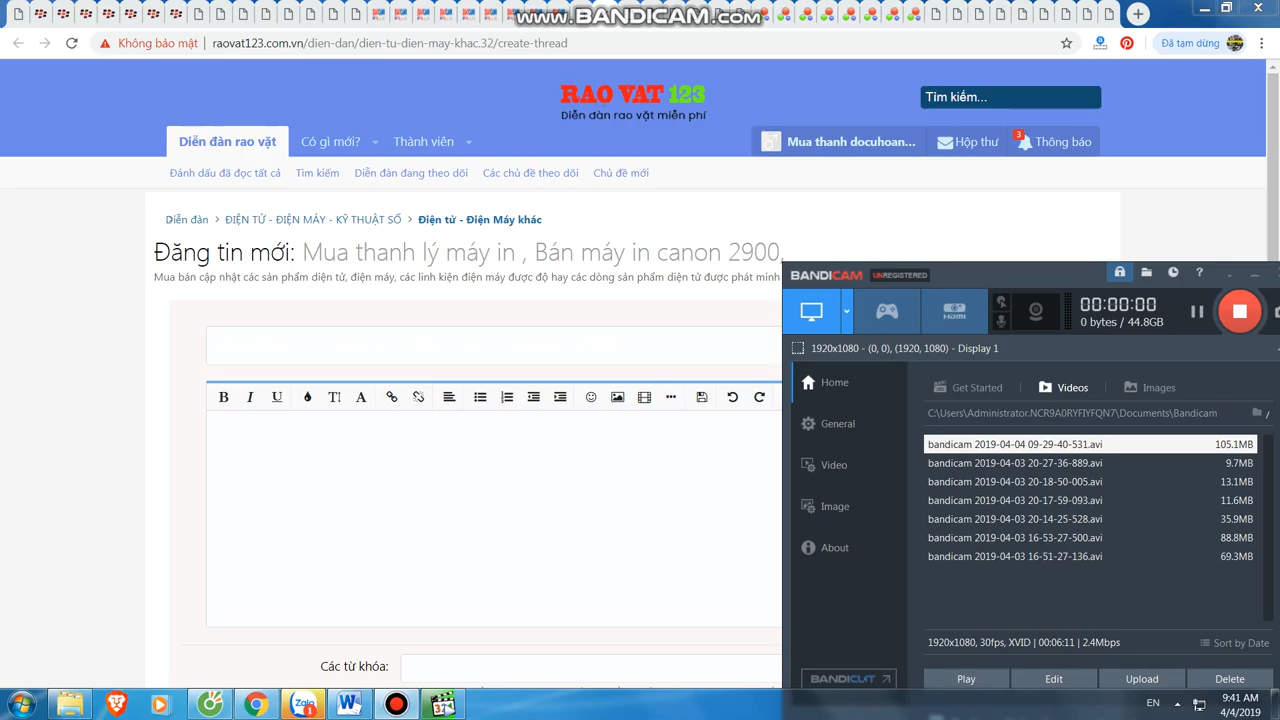 www.BANDICAM.com
Không bảo mật
raovat123.com.vn/dien-dan/dien-tu-dien-may-khac.32/create-thread
Đã tạm dừng
RAO VAT 123
Diễn đàn rao vặt miễn phí
Tìm kiếm...
Diễn đàn rao vặt
Có gì mới?
Thành viên
Mua thanh docuhoan...
Hộp thư
3
Thông báo
Đánh dấu đã đọc tất cả
Tìm kiếm
Diễn đàn đang theo dõi
Các chủ đề theo dõi
Chủ đề mới
Diễn đàn
ĐIỆN TỬ - ĐIỆN MÁY - KỸ THUẬT SỐ
Điện tử - Điện Máy khác
Đăng tin mới: Mua thanh lý máy in , Bán máy in canon 2900,
Mua bán cập nhật các sản phẩm diện tử, điện máy, các linh kiện điện máy được độ hay các dòng sản phẩm diện tử được phát minh
BANDICAM
UNREGISTERED
HDMI
00:00:00
0 bytes / 44.8GB
1920x1080 - (0, 0), (1920, 1080) - Display 1
Home
General
Video
Image
About
BANDICUT
Get Started
Videos
Images
C:\Users\Administrator.NCR9A0RYFIYFQN7\Documents\Bandicam
bandicam 2019-04-04 09-29-40-531.avi 105.1MB
bandicam 2019-04-03 20-27-36-889.avi 9.7MB
bandicam 2019-04-03 20-18-50-005.avi 13.1MB
bandicam 2019-04-03 20-17-59-093.avi 11.6MB
bandicam 2019-04-03 20-14-25-528.avi 35.9MB
bandicam 2019-04-03 16-53-27-500.avi 88.8MB
bandicam 2019-04-03 16-51-27-136.avi 69.3MB
1920x1080, 30fps, XVID | 00:06:11 | 2.4Mbps
Sort by Date
Play
Edit
Upload
Delete
Các từ khóa:
Zalo
1
37
EN
9:41 AM
4/4/2019